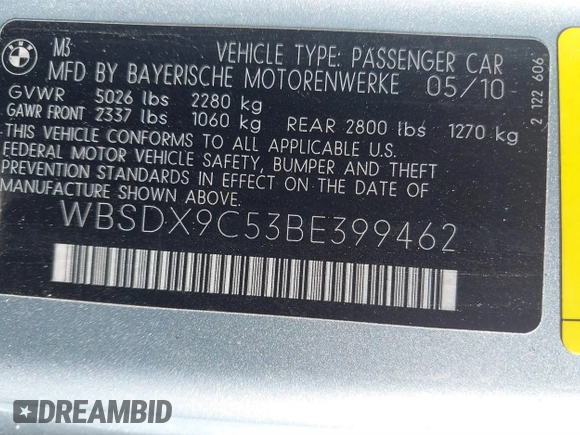 BMW
M3
VEHICLE TYPE: PASSENGER CAR
MFD BY BAYERISCHE MOTORENWERKE 05/10
GVWR 5026 lbs 2280 kg
GAWR FRONT 2337 lbs 1060 kg REAR 2800 lbs 1270 kg
THIS VEHICLE CONFORMS TO ALL APPLICABLE U.S.
FEDERAL MOTOR VEHICLE SAFETY, BUMPER AND THEFT
PREVENTION STANDARDS IN EFFECT ON THE DATE OF
MANUFACTURE SHOWN ABOVE.
WBSDX9C53BE399462
2 122 606
DREAMBID